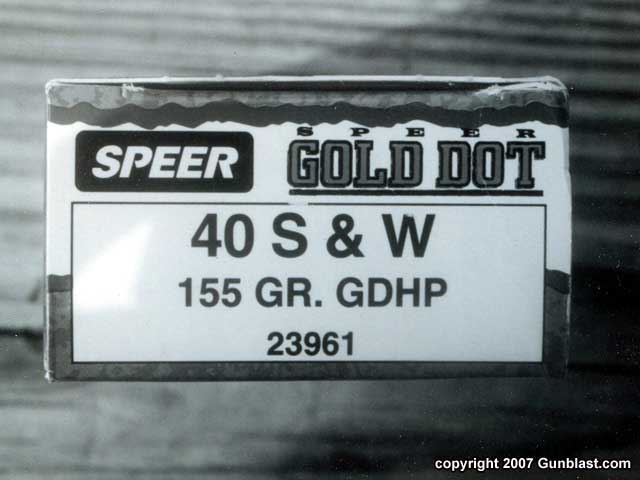 SPEER
SPEER
GOLD DOT
40 S & W
155 GR. GDHP
23961
copyright 2007 Gunblast.com